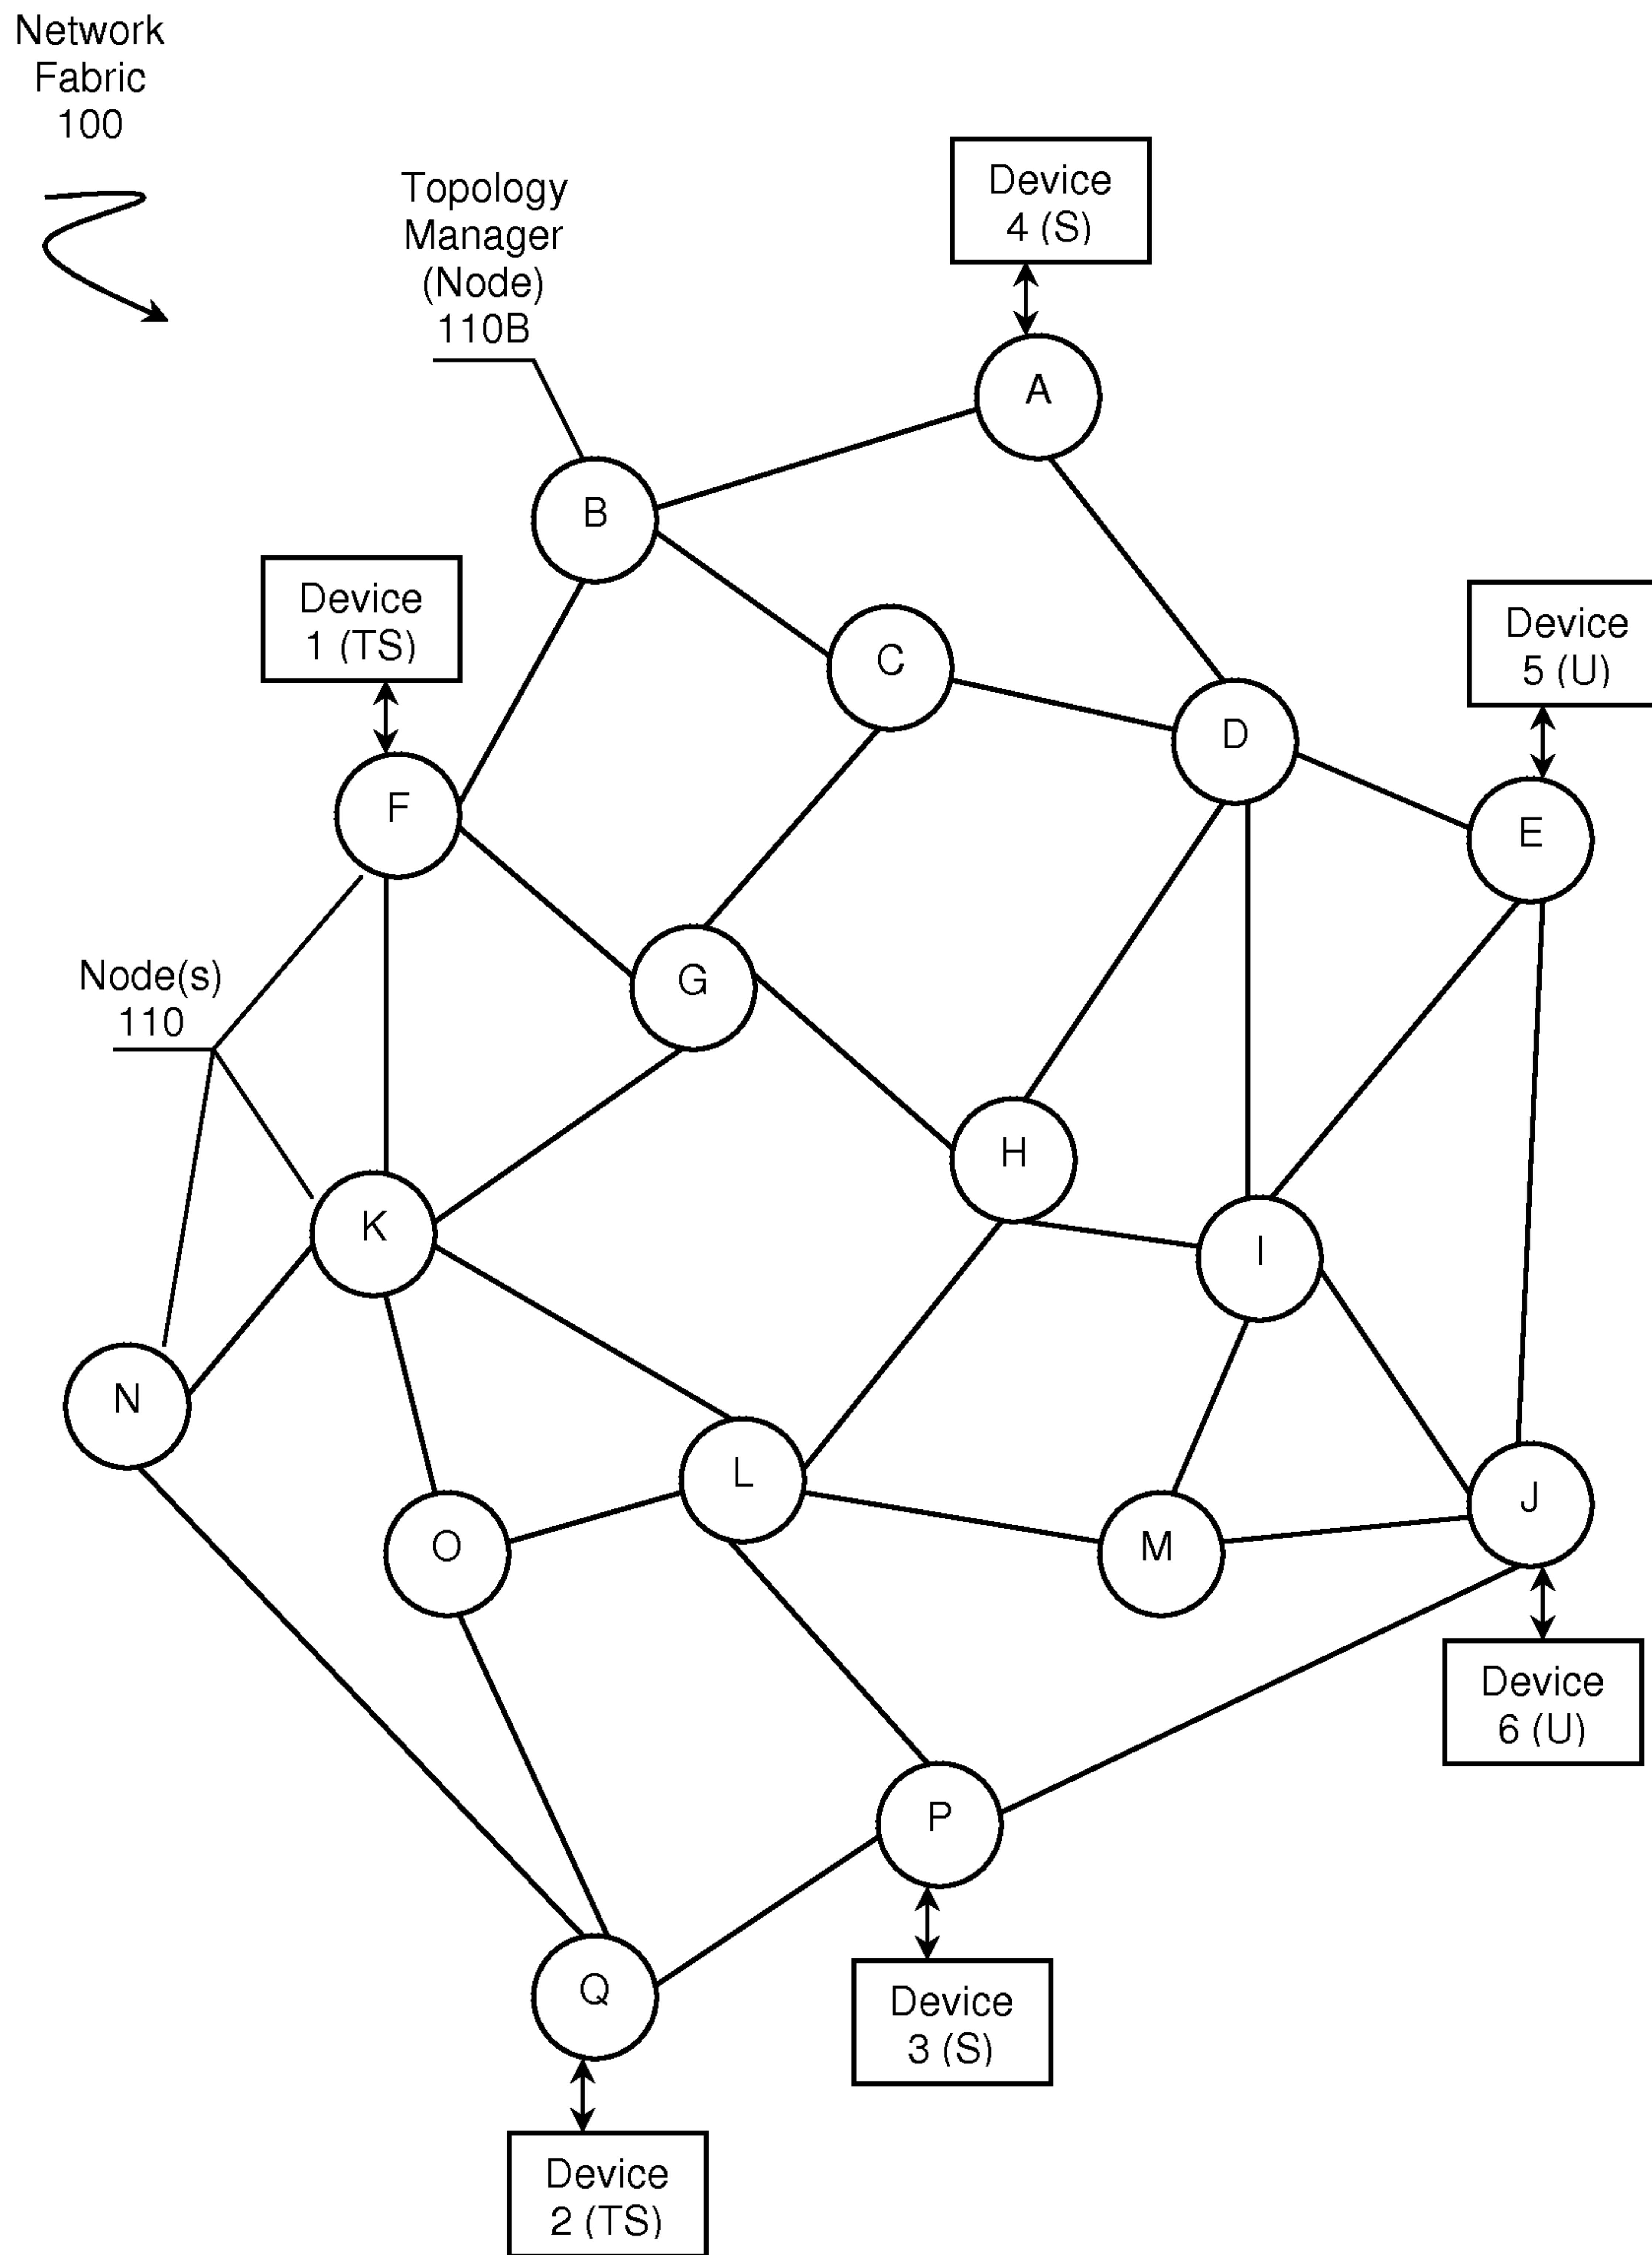 Network
Fabric
100
Topology
Manager
(Node)
110B
Device
4 (S)
A
B
Device
1 (TS)
Device
5 (U)
C
D
E
F
Node(s)
110
G
H
I
K
N
L
J
O
M
Device
6 (U)
P
Q
Device
3 (S)
Device
2 (TS)